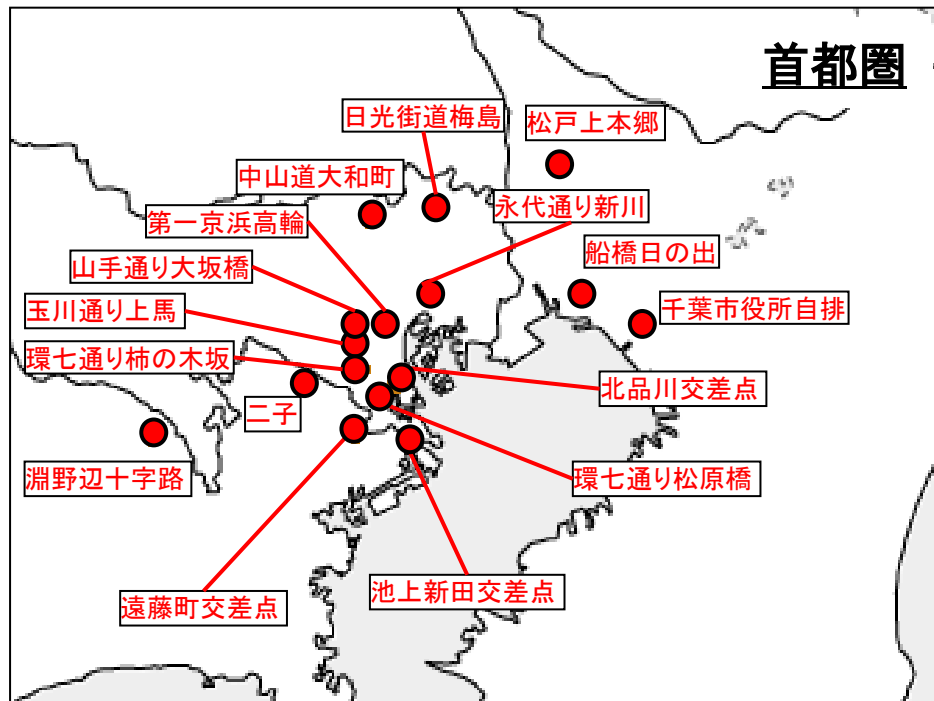 首都圏
日光街道梅島
松戸上本郷
中山道大和町
第一京浜高輪
永代通り新川
山手通り大坂橋
船橋日の出
玉川通り上馬
千葉市役所自排
環七通り柿の木坂
北品川交差点
二子
淵野辺十字路
環七通り松原橋
池上新田交差点
遠藤町交差点